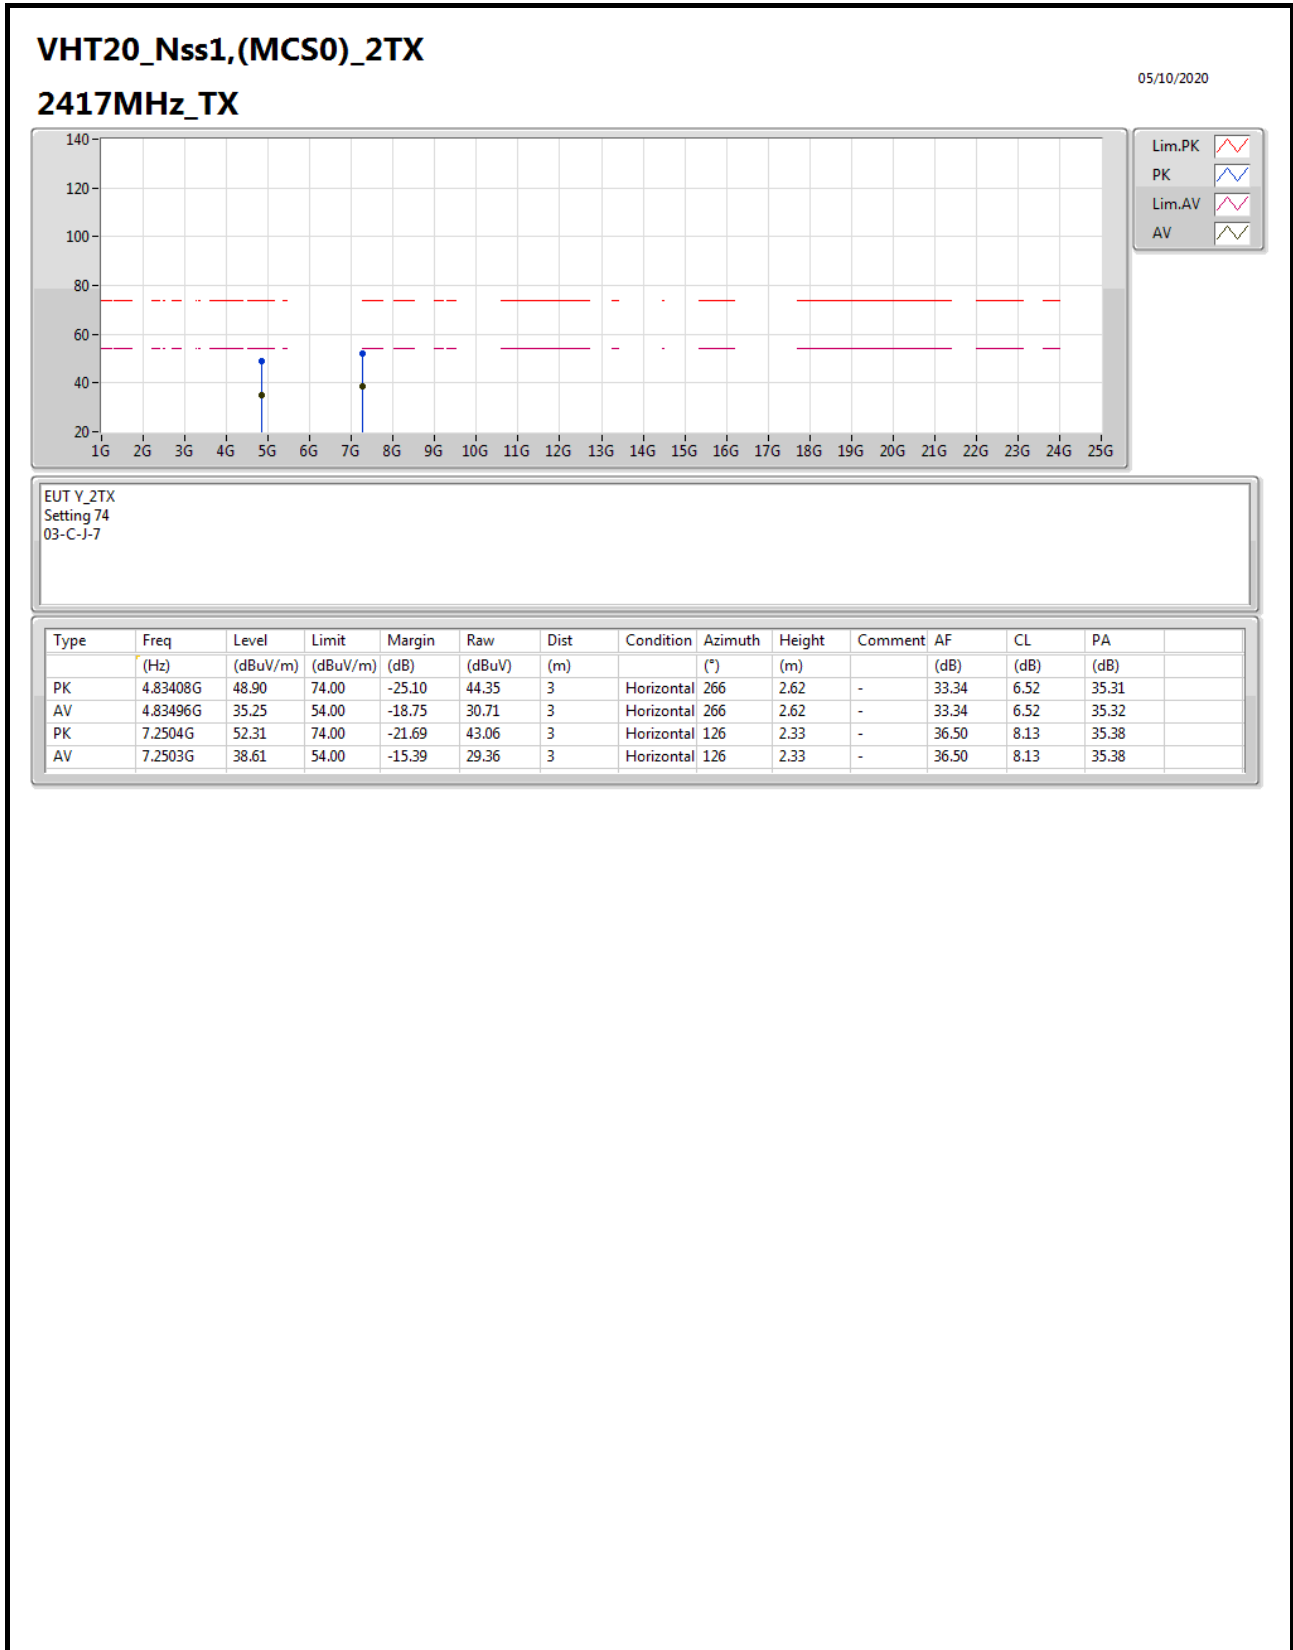 VHT20_Nss1,(MCS0)_2TX
05/10/2020
2417MHz_TX
140
120
100
80
60
40
20
1G 2G 3G 4G 5G 6G 7G 8G 9G 10G 11G 12G 13G 14G 15G 16G 17G 18G 19G 20G 21G 22G 23G 24G 25G
Lim.PK
PK
Lim.AV
AV
EUT Y_2TX
Setting 74
03-C-J-7
Type Freq Level Limit Margin Raw Dist Condition Azimuth Height Comment AF CL PA
(Hz) (dBuV/m) (dBuV/m) (dB) (dBuV) (m) (°) (m) (dB) (dB) (dB)
PK 4.83408G 48.90 74.00 -25.10 44.35 3 Horizontal 266 2.62 - 33.34 6.52 35.31
AV 4.83496G 35.25 54.00 -18.75 30.71 3 Horizontal 266 2.62 - 33.34 6.52 35.32
PK 7.2504G 52.31 74.00 -21.69 43.06 3 Horizontal 126 2.33 - 36.50 8.13 35.38
AV 7.2503G 38.61 54.00 -15.39 29.36 3 Horizontal 126 2.33 - 36.50 8.13 35.38